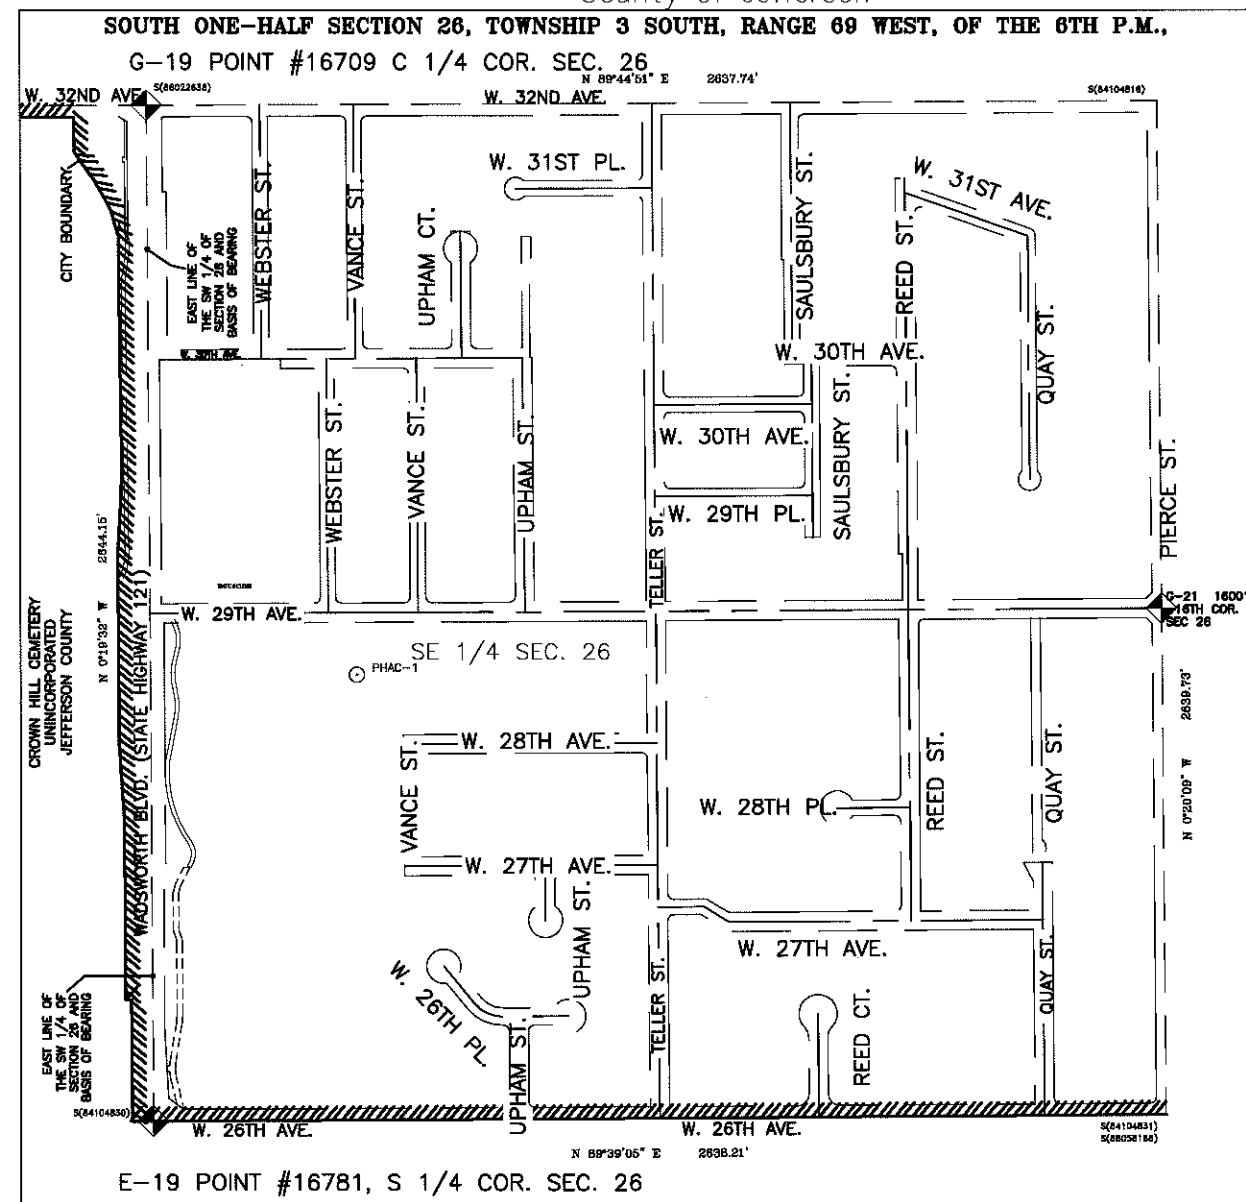 SOUTH ONE-HALF SECTION 26, TOWNSHIP 3 SOUTH, RANGE 69 WEST, OF THE 6TH P.M.,
G-19 POINT #16709 C 1/4 COR. SEC. 26
N 89°44'51" E 2637.74'
S(86022638)
S(84104816)
W. 32ND AVE.
W. 32ND AVE.
W. 31ST PL.
W. 31ST AVE.
CITY BOUNDARY
EAST LINE OF
THE SW 1/4 OF
SECTION 26 AND
BASIS OF BEARING
WEBSTER ST.
VANCE ST.
UPHAM CT.
SAULSBURY ST.
REED ST.
QUAY ST.
W. 30TH AVE.
W. 30TH AVE.
WEBSTER ST.
VANCE ST.
UPHAM ST.
W. 30TH AVE.
SAULSBURY ST.
PIERCE ST.
W. 29TH PL.
TELLER ST.
N 0°19'32" W 2644.15'
CROWN HILL CEMETERY
UNINCORPORATED
JEFFERSON COUNTY
WADSWORTH BLVD. (STATE HIGHWAY 121)
W. 29TH AVE.
G-21 1600
16TH COR.
SEC 26
SE 1/4 SEC. 26
PHAC-1
N 0°20'09" W 2639.73'
W. 28TH AVE.
VANCE ST.
W. 28TH PL.
REED ST.
QUAY ST.
W. 27TH AVE.
UPHAM ST.
W. 27TH AVE.
W. 26TH PL.
TELLER ST.
QUAY ST.
REED CT.
UPHAM ST.
EAST LINE OF
THE SW 1/4 OF
SECTION 26 AND
BASIS OF BEARING
S(84104830)
W. 26TH AVE.
W. 26TH AVE.
S(84104831)
S(88058188)
N 89°39'05" E 2638.21'
E-19 POINT #16781, S 1/4 COR. SEC. 26